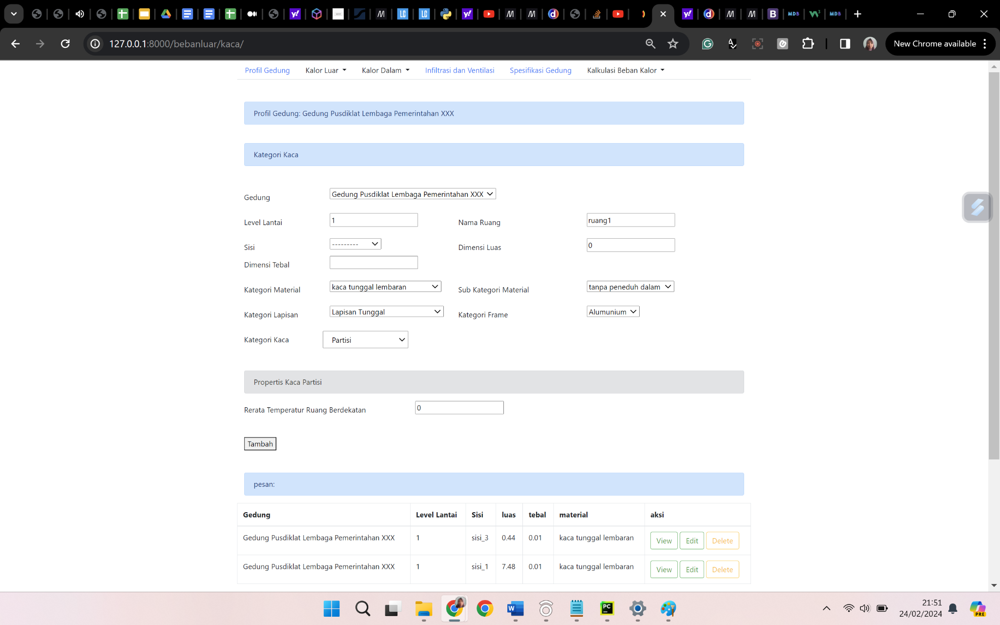 127.0.0.1:8000/bebanluar/kaca/
New Chrome available
Profil Gedung Kalor Luar Kalor Dalam Infiltrasi dan Ventilasi Spesifikasi Gedung Kalkulasi Beban Kalor
Profil Gedung: Gedung Pusdiklat Lembaga Pemerintahan XXX
Kategori Kaca
Gedung Gedung Pusdiklat Lembaga Pemerintahan XXX
Level Lantai 1 Nama Ruang ruang1
Sisi --------- Dimensi Luas 0
Dimensi Tebal
Kategori Material kaca tunggal lembaran Sub Kategori Material tanpa peneduh dalam
Kategori Lapisan Lapisan Tunggal Kategori Frame Alumunium
Kategori Kaca Partisi
Propertis Kaca Partisi
Rerata Temperatur Ruang Berdekatan 0
Tambah
pesan:
Gedung Level Lantai Sisi luas tebal material aksi
Gedung Pusdiklat Lembaga Pemerintahan XXX 1 sisi_3 0.44 0.01 kaca tunggal lembaran View Edit Delete
Gedung Pusdiklat Lembaga Pemerintahan XXX 1 sisi_1 7.48 0.01 kaca tunggal lembaran View Edit Delete
21:51
24/02/2024
PRE